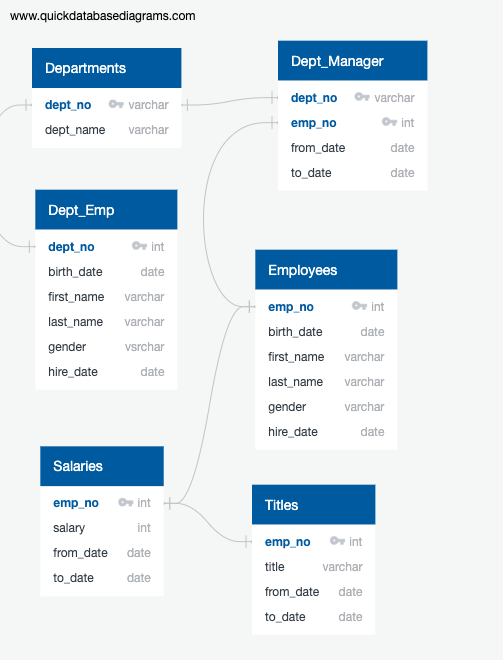 www.quickdatabasediagrams.com
Departments
dept_no varchar
dept_name varchar
Dept_Manager
dept_no varchar
emp_no int
from_date date
to_date date
Dept_Emp
dept_no int
birth_date date
first_name varchar
last_name varchar
gender vsrchar
hire_date date
Employees
emp_no int
birth_date date
first_name varchar
last_name varchar
gender varchar
hire_date date
Salaries
emp_no int
salary int
from_date date
to_date date
Titles
emp_no int
title varchar
from_date date
to_date date